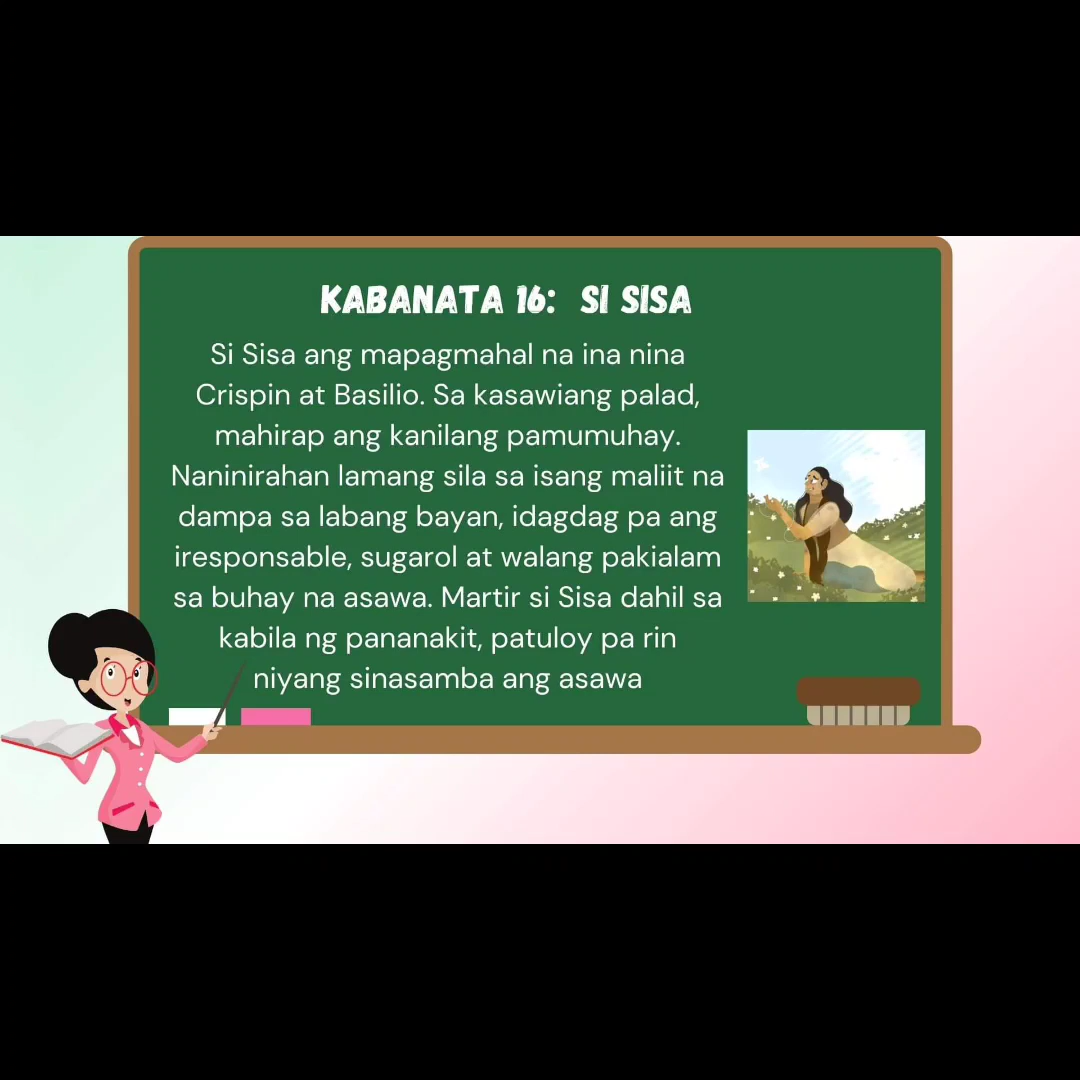 KABANATA 16: SI SISA
Si Sisa ang mapagmahal na ina nina
Crispin at Basilio. Sa kasawiang palad,
mahirap ang kanilang pamumuhay.
Naninirahan lamang sila sa isang maliit na
dampa sa labang bayan, idagdag pa ang
iresponsable, sugarol at walang pakialam
sa buhay na asawa. Martir si Sisa dahil sa
kabila ng pananakit, patuloy pa rin
niyang sinasamba ang asawa